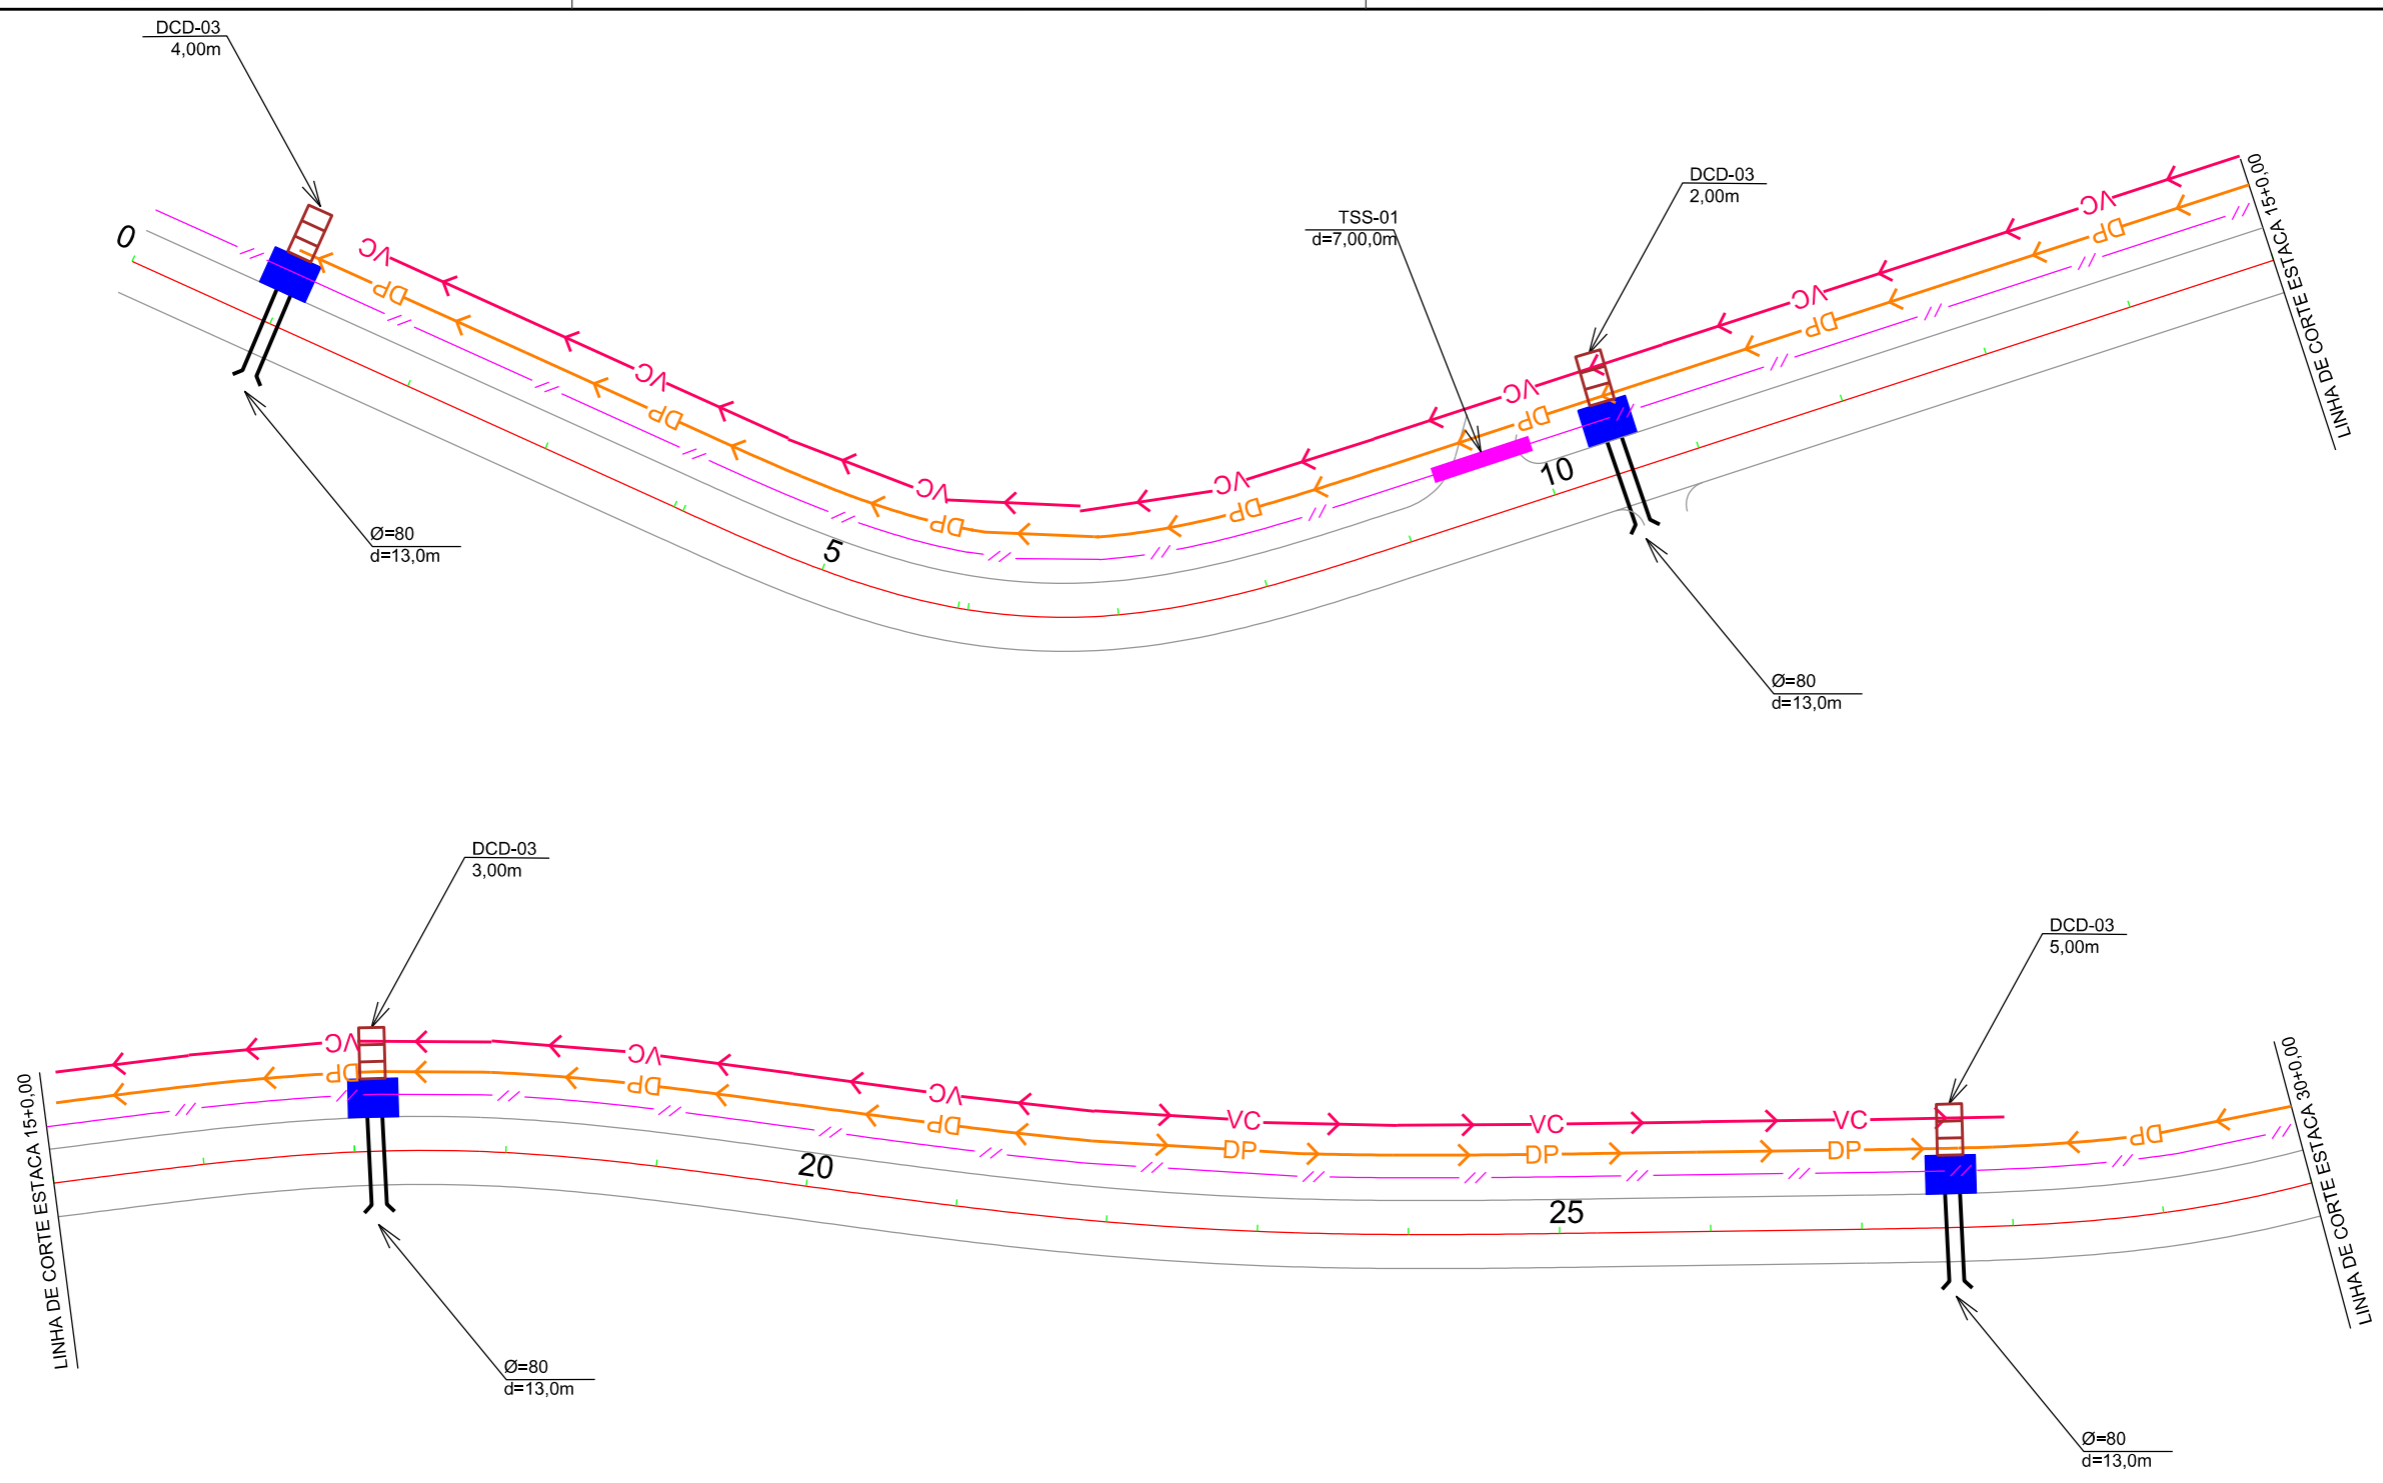 DCD-03
4,00m
0
VC
DP
Ø=80
d=13,0m
VC
DP
VC
DP
5
VC
DP
TSS-01
d=7,00,0m
VC
DP
10
DCD-03
2,00m
Ø=80
d=13,0m
VC
DP
VC
DP
LINHA DE CORTE ESTACA 15+0,00
LINHA DE CORTE ESTACA 15+0,00
DCD-03
3,00m
VC
DP
Ø=80
d=13,0m
VC
DP
20
VC
DP
VC
DP
VC
DP
25
VC
DP
DCD-03
5,00m
DP
Ø=80
d=13,0m
LINHA DE CORTE ESTACA 30+0,00